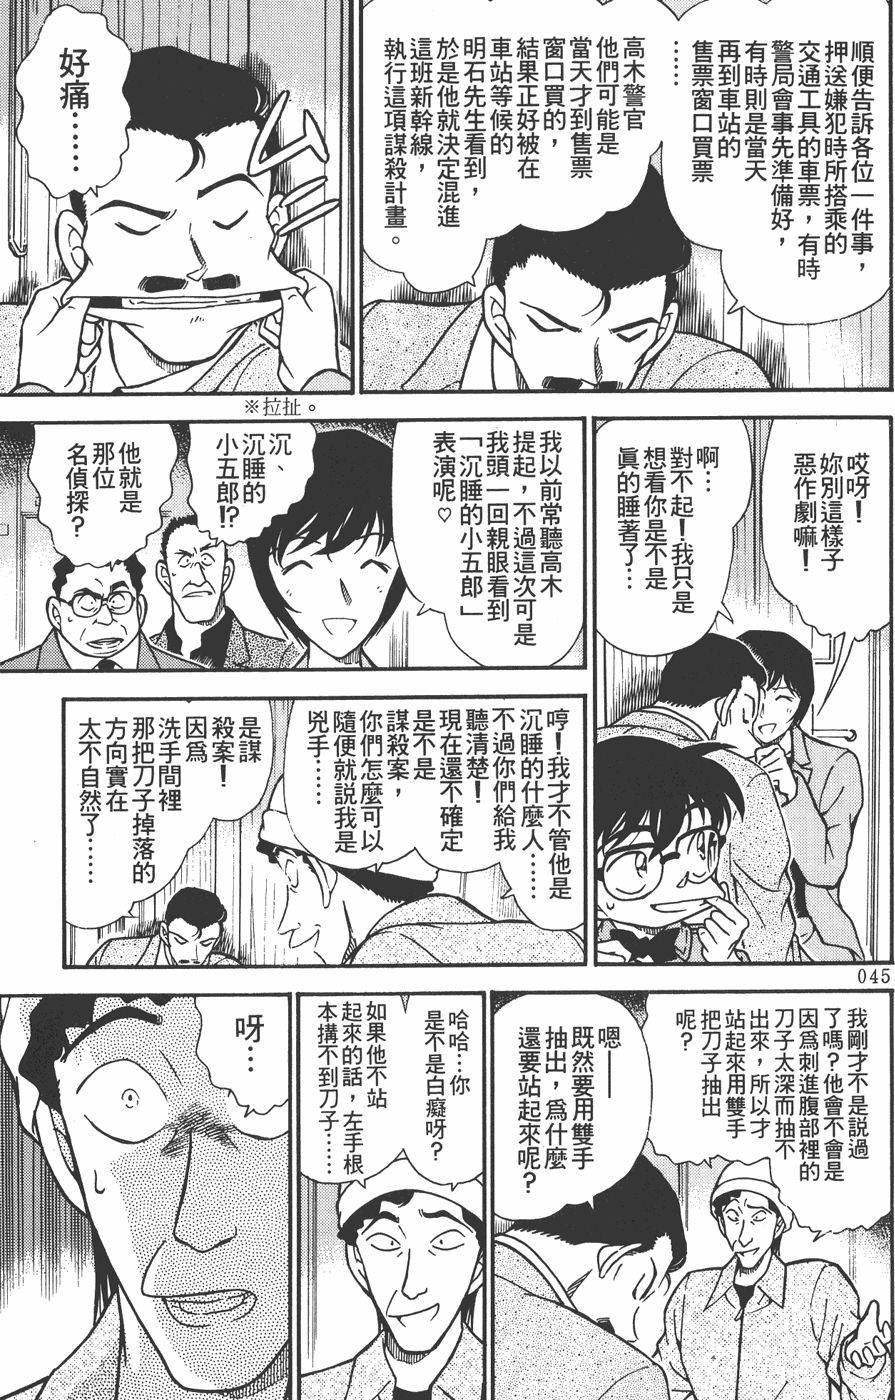 順便告訴各位一件事，
押送嫌犯時所搭乘的
交通工具的車票，有時
警局會事先準備好，
有時則是當天
再到車站的
售票窗口買票
……
高木警官
他們可能是
當天才到售票
窗口買的，
結果正好被在
車站等候的
明石先生看到，
於是他就決定混進
這班新幹線，
執行這項謀殺計畫。
好痛……
※拉扯。
哎呀！
妳別這樣子
惡作劇嘛！
啊…
對不起！我只是
想看你是不是
真的睡著了…
我以前常聽高木
提起，不過這次可是
我頭一回親眼看到
「沉睡的小五郎」
表演呢♡
沉、
沉睡的
小五郎!?
他就是
那位
名偵探？
哼！我才不管他是
沉睡的什麼人……
不過你們給我
聽清楚！
現在還不確定
是不是
謀殺案，
你們怎麼可以
隨便就説我是
兇手……
是謀
殺案！
因為
洗手間裡
那把刀子掉落的
方向實在
太不自然了……
045
我剛才不是説過
了嗎？他會不會是
因為刺進腹部裡的
刀子太深而抽不
出來，所以才
站起來用雙手
把刀子抽出
呢？
嗯——
既然要用雙手
抽出，為什麼
還要站起來呢？
哈哈…你
是不是白癡呀？
如果他不站
起來的話，左手根
本搆不到刀子……
呀…